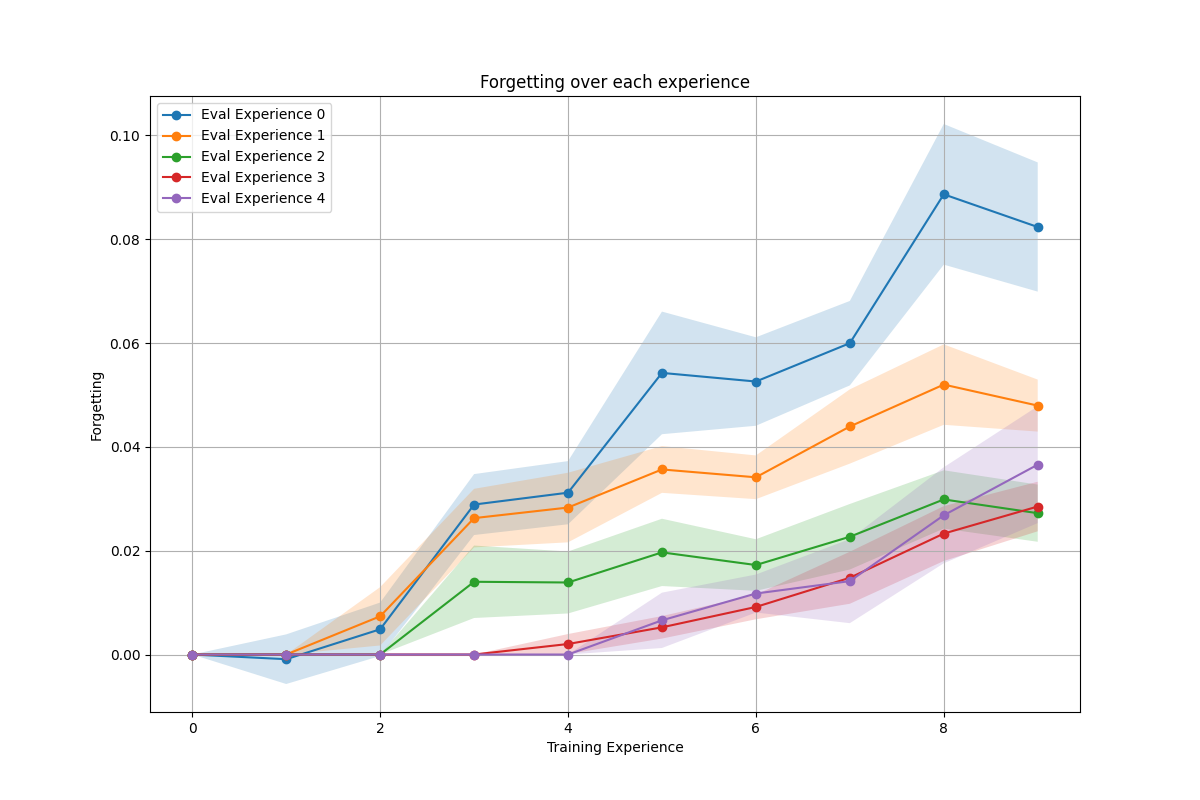 Forgetting over each experience
Eval Experience 0
Eval Experience 1
Eval Experience 2
Eval Experience 3
Eval Experience 4
0.10
0.08
0.06
0.04
0.02
0.00
Forgetting
0 2 4 6 8
Training Experience